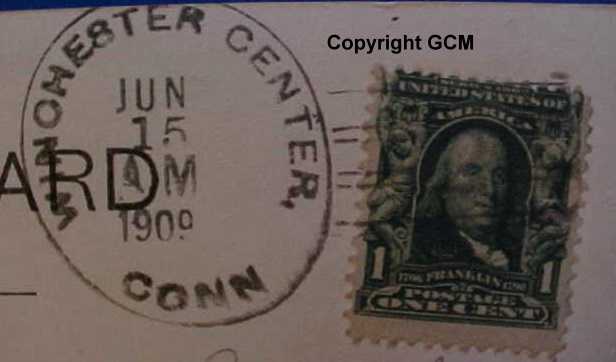 Copyright GCM
WINCHESTER CENTER,
JUN
15
AM
1909
CONN
ARD
UNITED STATES OF
AMERICA
1706 FRANKLIN 1790
1 1
POSTAGE
ONE CENT